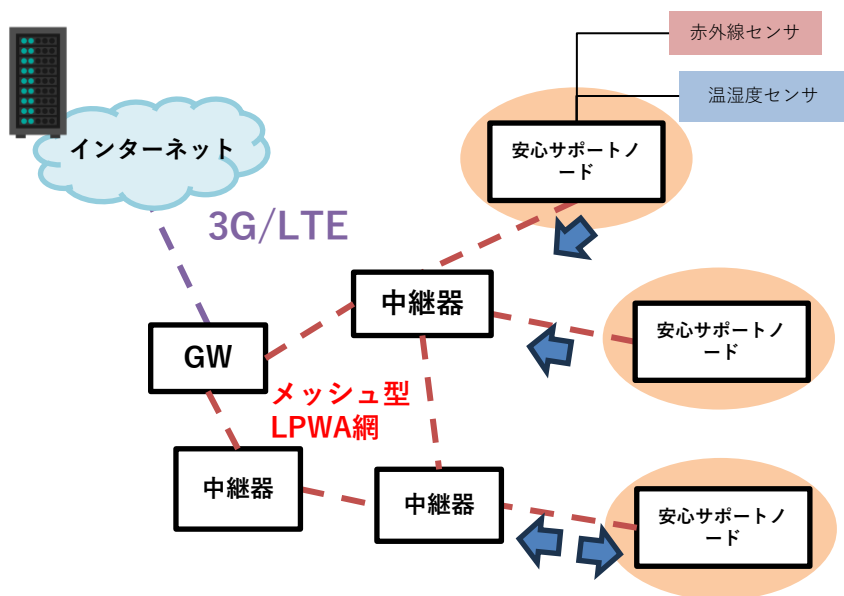 赤外線センサ
温湿度センサ
インターネット
安心サポートノ
ード
3G/LTE
中継器
安心サポートノ
ード
GW
メッシュ型
LPWA網
中継器
中継器
安心サポートノ
ード